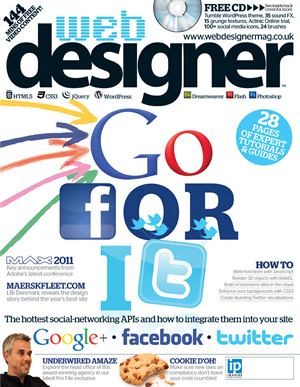 144
MINUTES OF FREE
VIDEO CONTENT!
FREE CD
See inside back
cover for more
Tumble WordPress theme, 35 sound FX,
15 grunge textures, Actinic Online trial,
100+ social media icons, 24 brushes
www.webdesignermag.co.uk
web
designer
HTML5
CSS3
jQuery
WordPress
Dreamweaver
Flash
Photoshop
™
Go
fOR
It
28
PAGES OF
EXPERT
TUTORIALS
& GUIDES
MAX 2011
Key announcements from
Adobe's latest conference
MAERSKFLEET.COM
LBi Denmark reveals the design
story behind the year's best site
HOW TO
Write functions with JavaScript
Render 3D objects with WebGL
Build eCommerce sites in the cloud
Enhance your backgrounds with CSS3
Create stunning Twitter visualisations
The hottest social-networking APIs and how to integrate them into your site
Google+ • facebook • twitter
UNDERWIRED AMAZE
Explore the head office of this
award-winning agency in our
latest Pro File exclusive
COOKIE D'OH!
Make sure new laws on
compliancy don't leave
your code crumbled
ip